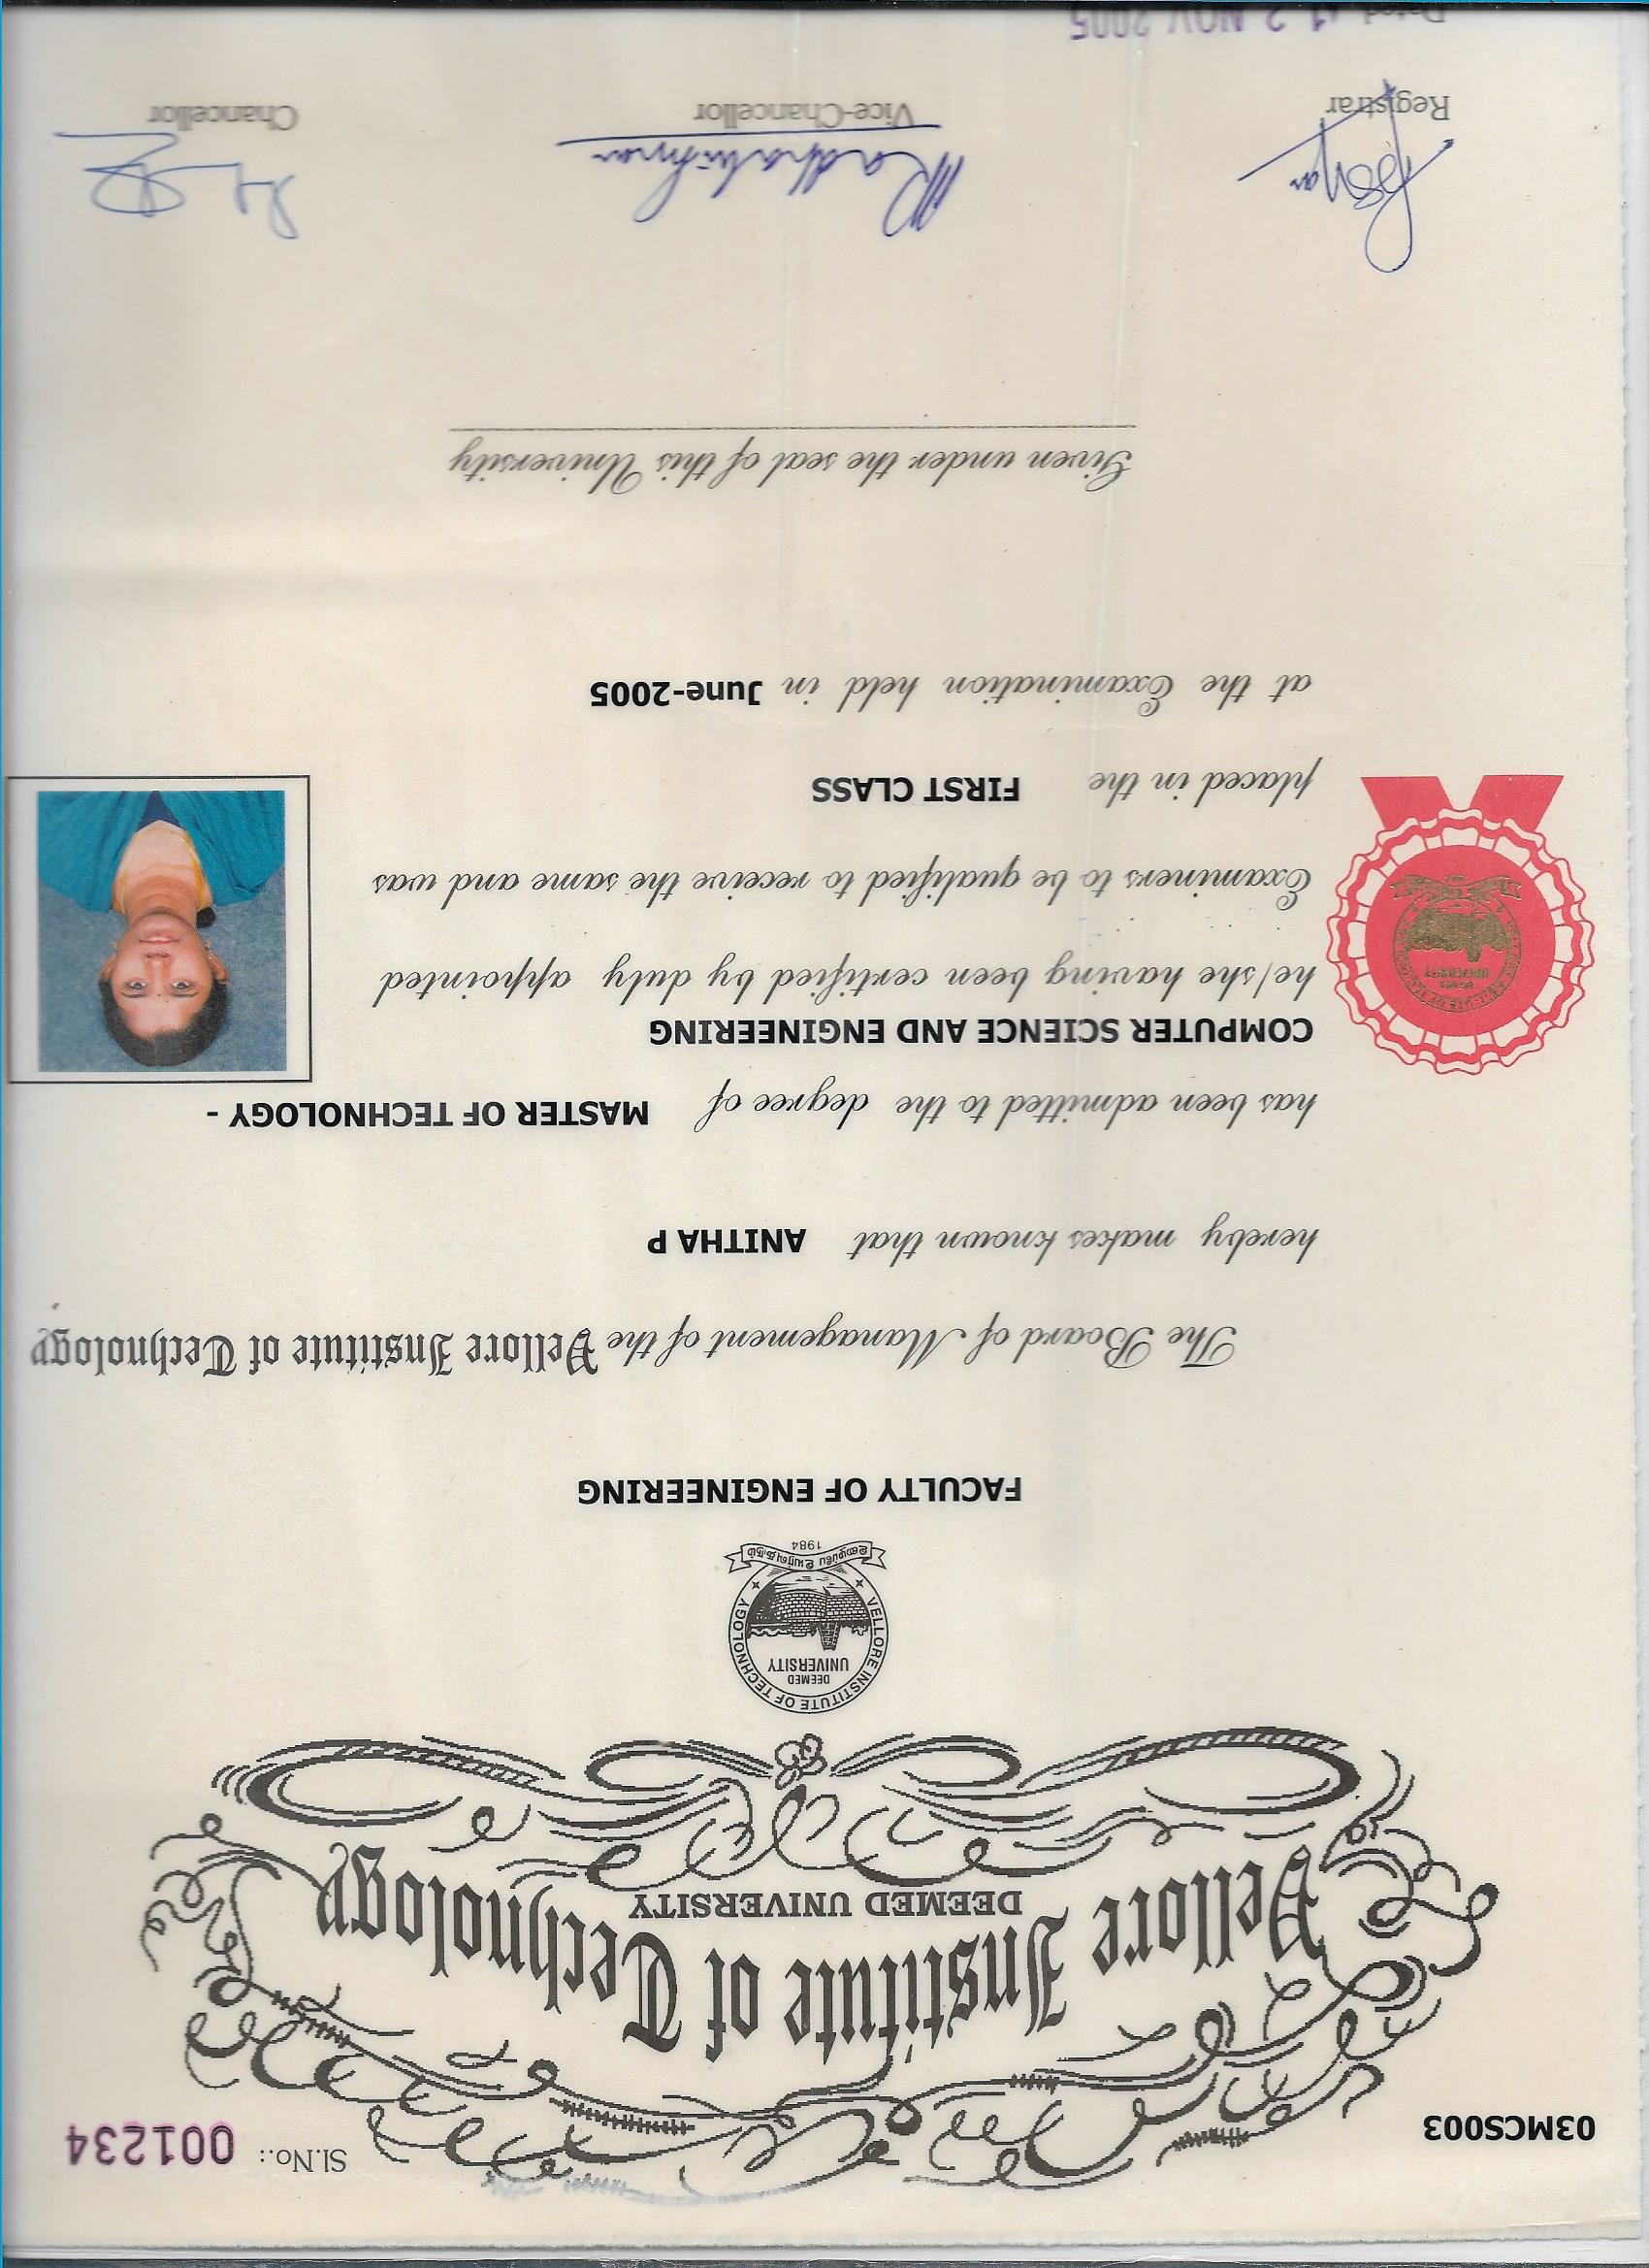 03MCS003
Sl.No.: 001234
Vellore Institute of Technology
DEEMED UNIVERSITY
VELLORE INSTITUTE OF TECHNOLOGY
DEEMED
UNIVERSITY
உழைப்பே உயர்வு தரும்
1984
FACULTY OF ENGINEERING
The Board of Management of the Vellore Institute of Technology
hereby makes known that ANITHA P
has been admitted to the degree of MASTER OF TECHNOLOGY -
COMPUTER SCIENCE AND ENGINEERING
he/she having been certified by duly appointed
Examiners to be qualified to receive the same and was
placed in the FIRST CLASS
at the Examination held in June-2005
Given under the seal of this University
Radhakrishnan
Registrar
Vice-Chancellor
Chancellor
Dated 12 NOV 2005